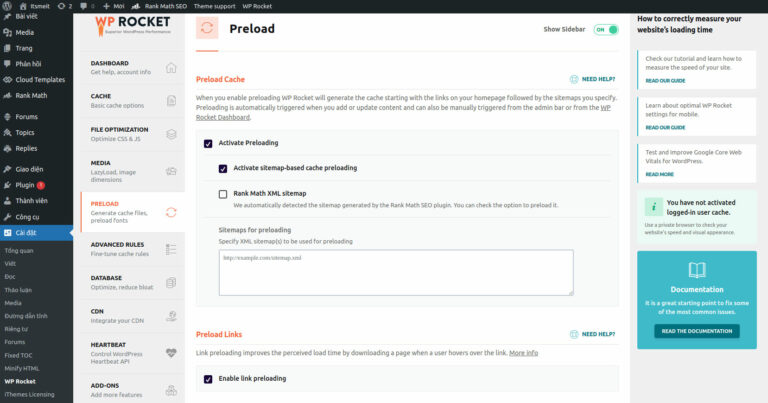 Itsmeit
2
0
Mới
Rank Math SEO
Theme support
WP Rocket
Bài viết
Media
Trang
Phản hồi
Cloud Templates
Rank Math
Forums
Topics
Replies
Giao diện
Plugin 1
Thành viên
Công cụ
Cài đặt
Tổng quan
Viết
Đọc
Thảo luận
Media
Đường dẫn tĩnh
Riêng tư
Forums
Fixed TOC
Minify HTML
WP Rocket
iThemes Licensing
WP ROCKET
Superior WordPress Performance
DASHBOARD
Get help, account info
CACHE
Basic cache options
FILE OPTIMIZATION
Optimize CSS & JS
MEDIA
LazyLoad, image
dimensions
PRELOAD
Generate cache files,
preload fonts
ADVANCED RULES
Fine-tune cache rules
DATABASE
Optimize, reduce bloat
CDN
Integrate your CDN
HEARTBEAT
Control WordPress
Heartbeat API
ADD-ONS
Add more features
Preload
Show Sidebar
ON
Preload Cache
NEED HELP?
When you enable preloading WP Rocket will generate the cache starting with the links on your homepage followed by the sitemaps you specify.
Preloading is automatically triggered when you add or update content and can also be manually triggered from the admin bar or from the WP
Rocket Dashboard.
Activate Preloading
Activate sitemap-based cache preloading
Rank Math XML sitemap
We automatically detected the sitemap generated by the Rank Math SEO plugin. You can check the option to preload it.
Sitemaps for preloading
Specify XML sitemap(s) to be used for preloading
http://example.com/sitemap.xml
Preload Links
NEED HELP?
Link preloading improves the perceived load time by downloading a page when a user hovers over the link. More info
Enable link preloading
How to correctly measure your
website's loading time
Check our tutorial and learn how to
measure the speed of your site.
READ OUR GUIDE
Learn about optimal WP Rocket
settings for mobile.
READ OUR GUIDE
Test and Improve Google Core Web
Vitals for WordPress.
READ MORE
You have not activated
logged-in user cache.
Use a private browser to check your
website's speed and visual appearance.
Documentation
It is a great starting point to fix some
of the most common issues.
READ THE DOCUMENTATION